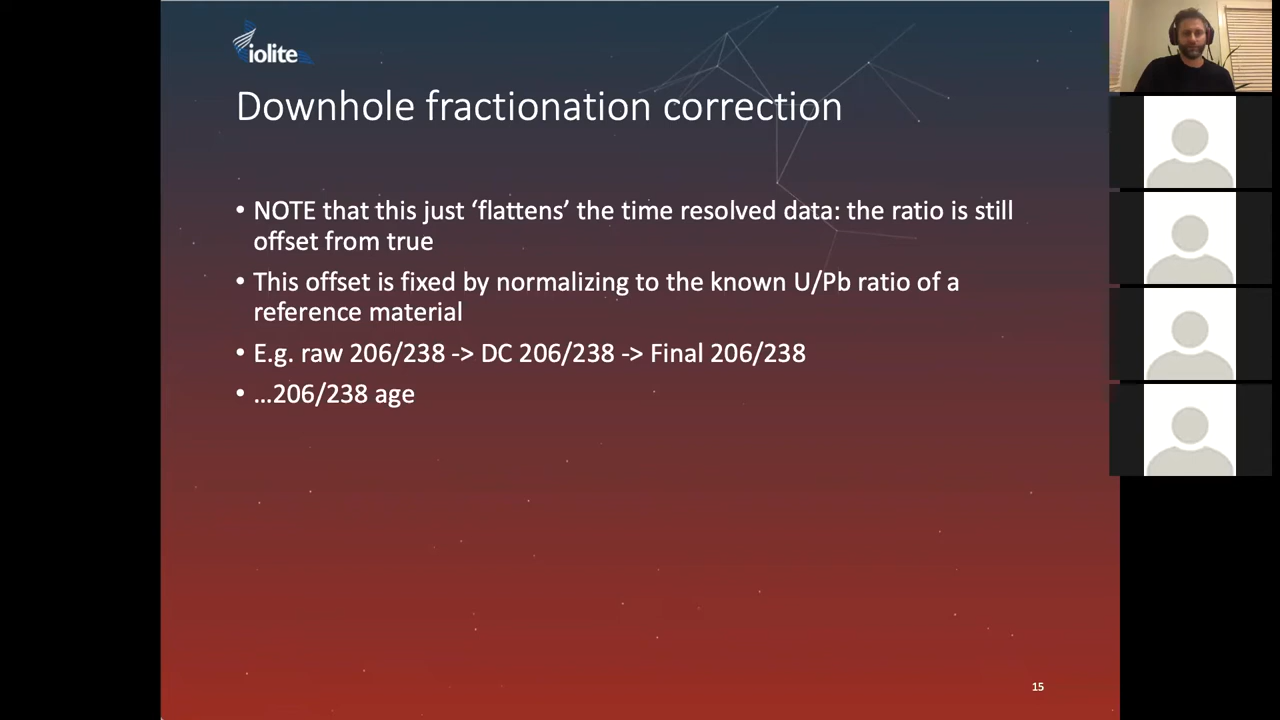 iolite
Downhole fractionation correction
• NOTE that this just ‘flattens’ the time resolved data: the ratio is still
offset from true
• This offset is fixed by normalizing to the known U/Pb ratio of a
reference material
• E.g. raw 206/238 -> DC 206/238 -> Final 206/238
• …206/238 age
15